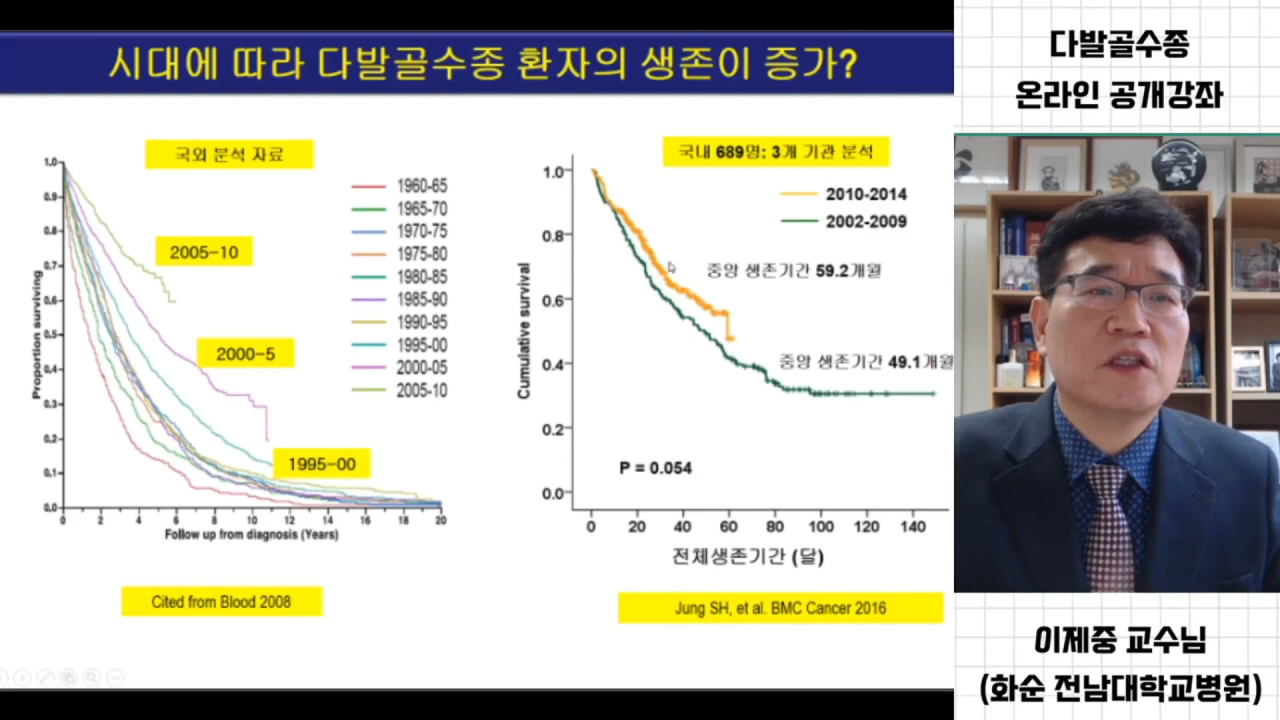 시대에 따라 다발골수종 환자의 생존이 증가?
국외 분석 자료
1.0
0.9
0.8
0.7
0.6
0.5
0.4
0.3
0.2
0.1
0.0
Proportion surviving
0 2 4 6 8 10 12 14 16 18 20
Follow up from diagnosis (Years)
1960-65
1965-70
1970-75
1975-80
1980-85
1985-90
1990-95
1995-00
2000-05
2005-10
2005-10
2000-5
1995-00
Cited from Blood 2008
국내 689명: 3개 기관 분석
2010-2014
2002-2009
중앙 생존기간 59.2개월
중앙 생존기간 49.1개월
Cumulative survival
1.0
0.8
0.6
0.4
0.2
0.0
P = 0.054
0 20 40 60 80 100 120 140
전체생존기간 (달)
Jung SH, et al. BMC Cancer 2016
다발골수종
온라인 공개강좌
이제중 교수님
(화순 전남대학교병원)